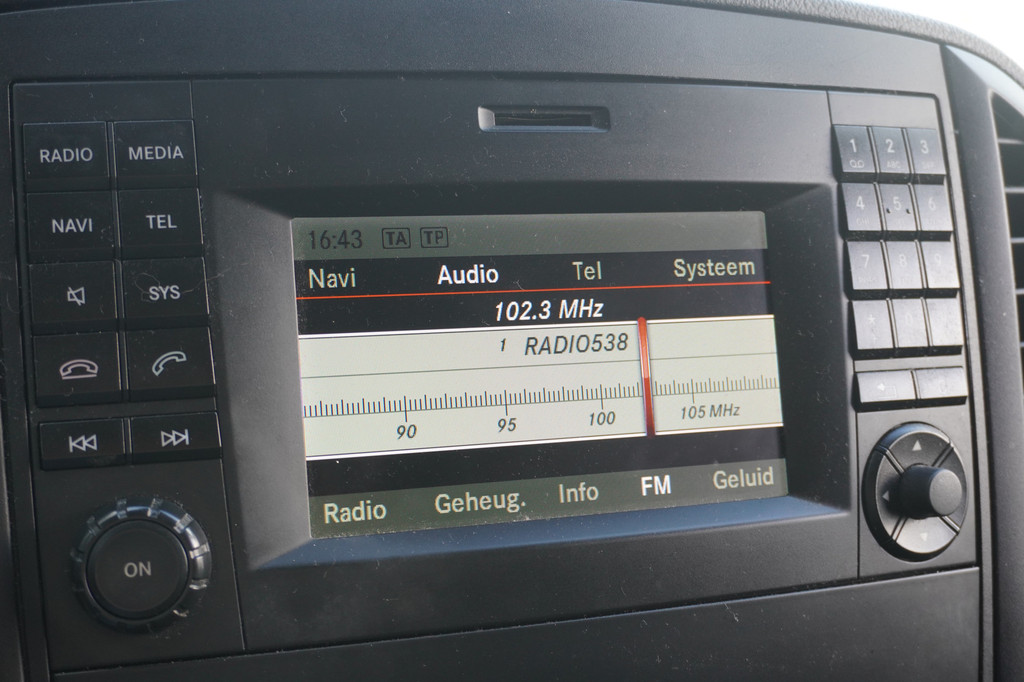 RADIO MEDIA
NAVI TEL
SYS
ON
16:43 TA TP
Navi Audio Tel Systeem
102.3 MHz
1 RADIO538
90 95 100 105 MHz
Radio Geheug. Info FM Geluid
1 2 3
4 5 6
7 8 9